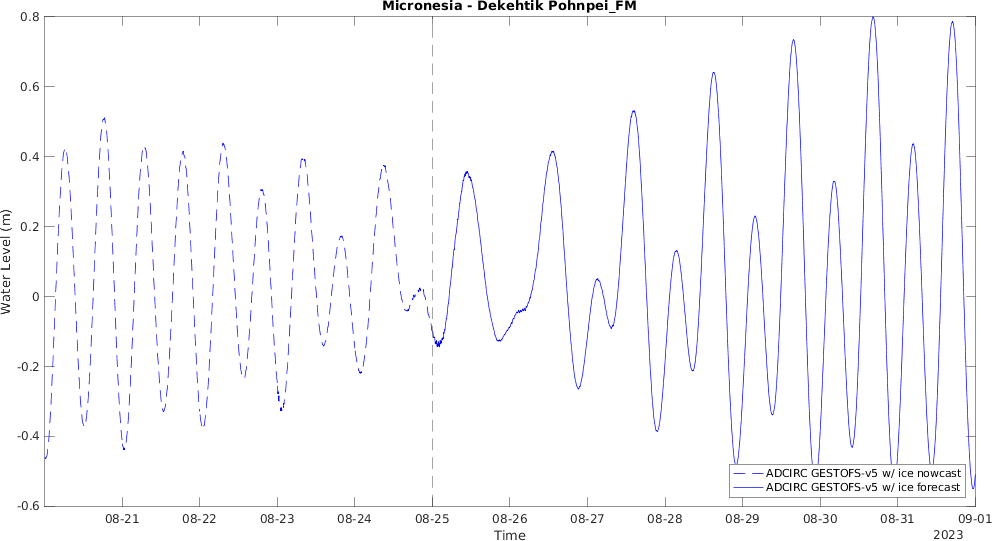 Micronesia - Dekehtik Pohnpei_FM
Water Level (m)
0.8
0.6
0.4
0.2
0
-0.2
-0.4
-0.6
ADCIRC GESTOFS-v5 w/ ice nowcast
ADCIRC GESTOFS-v5 w/ ice forecast
08-21 08-22 08-23 08-24 08-25 08-26 08-27 08-28 08-29 08-30 08-31 09-01
Time
2023